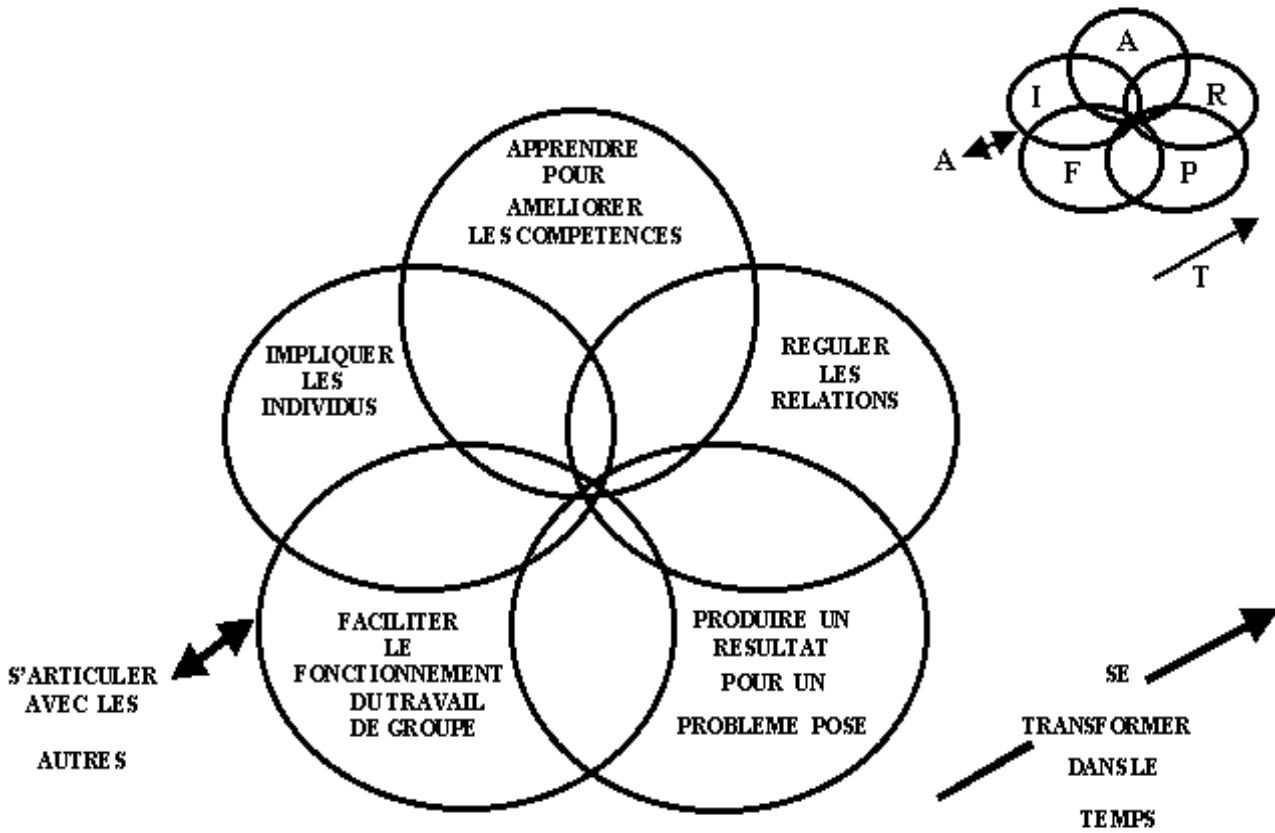 A
I
R
A
F
P
T
APPRENDRE
POUR
AMELIORER
LES COMPETENCES
IMPLIQUER
LES
INDIVIDUS
REGULER
LES
RELATIONS
FACILITER
LE
FONCTIONNEMENT
DU TRAVAIL
DE GROUPE
PRODUIRE UN
RESULTAT
POUR UN
PROBLEME POSE
S'ARTICULER
AVEC LES
AUTRES
SE
TRANSFORMER
DANS LE
TEMPS